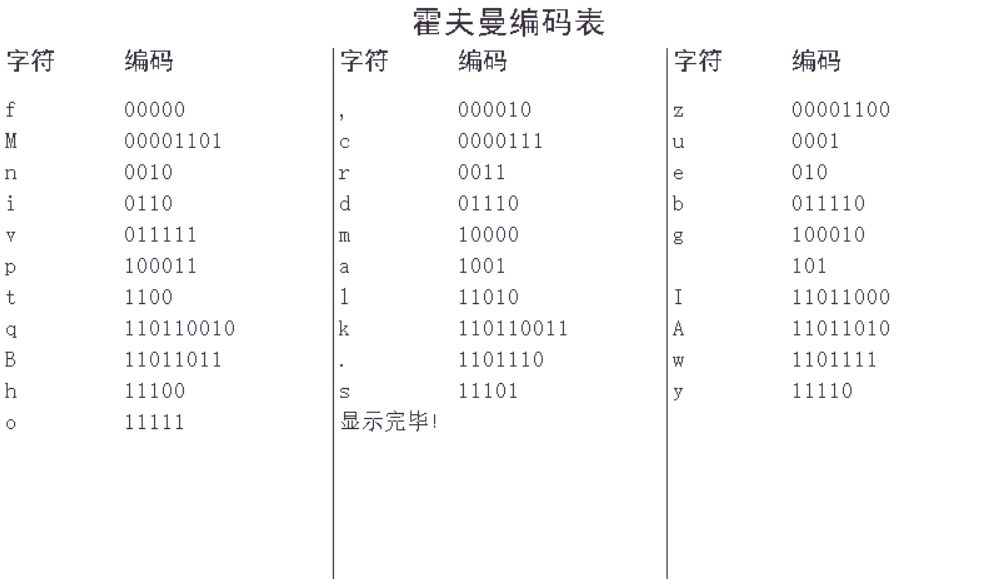 霍夫曼编码表
字符 编码 字符 编码 字符 编码
f 00000 , 000010 z 00001100
M 00001101 c 0000111 u 0001
n 0010 r 0011 e 010
i 0110 d 01110 b 011110
v 011111 m 10000 g 100010
p 100011 a 1001 101
t 1100 l 11010 I 11011000
q 110110010 k 110110011 A 11011010
B 11011011 . 1101110 w 1101111
h 11100 s 11101 y 11110
o 11111 显示完毕!